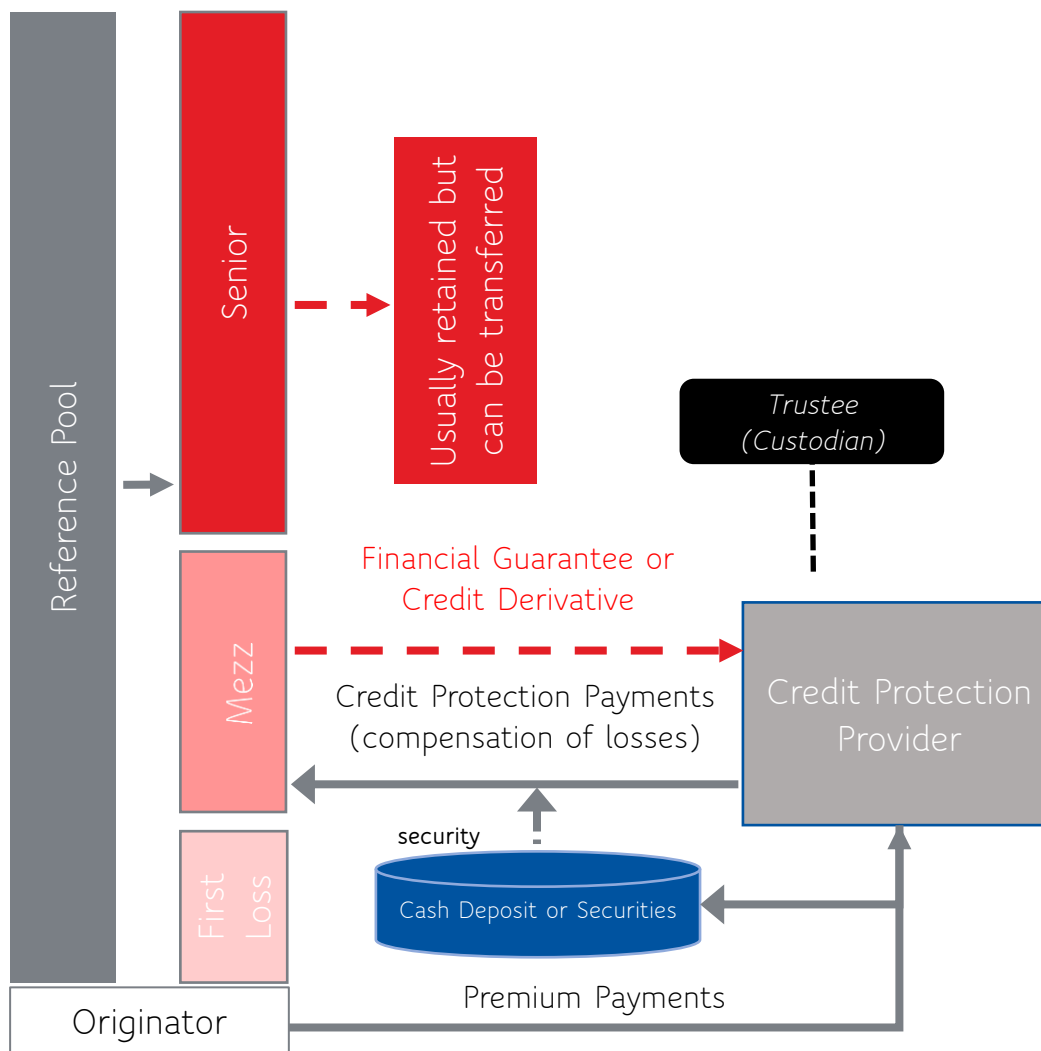 Reference Pool
Senior
Usually retained but
can be transferred
Trustee
(Custodian)
Financial Guarantee or
Credit Derivative
Mezz
Credit Protection Payments
(compensation of losses)
Credit Protection
Provider
security
First
Loss
Cash Deposit or Securities
Premium Payments
Originator